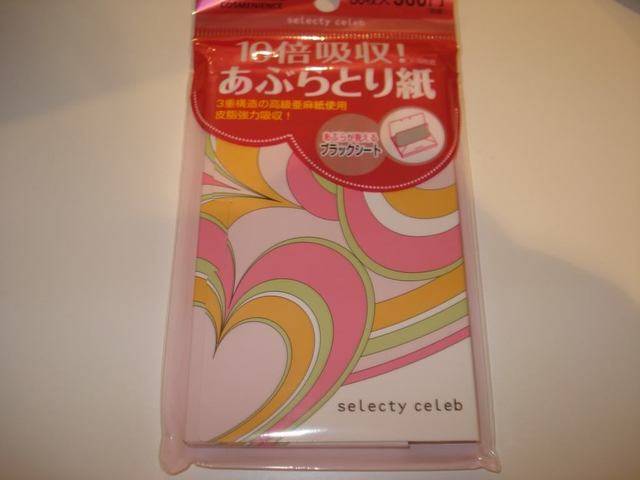 COSMENIENCE
selecty celeb
10倍吸収!
あぶらとり紙
3重構造の高級亜麻紙使用
皮脂強力吸収!
あぶらが見える
ブラックシート
selecty celeb